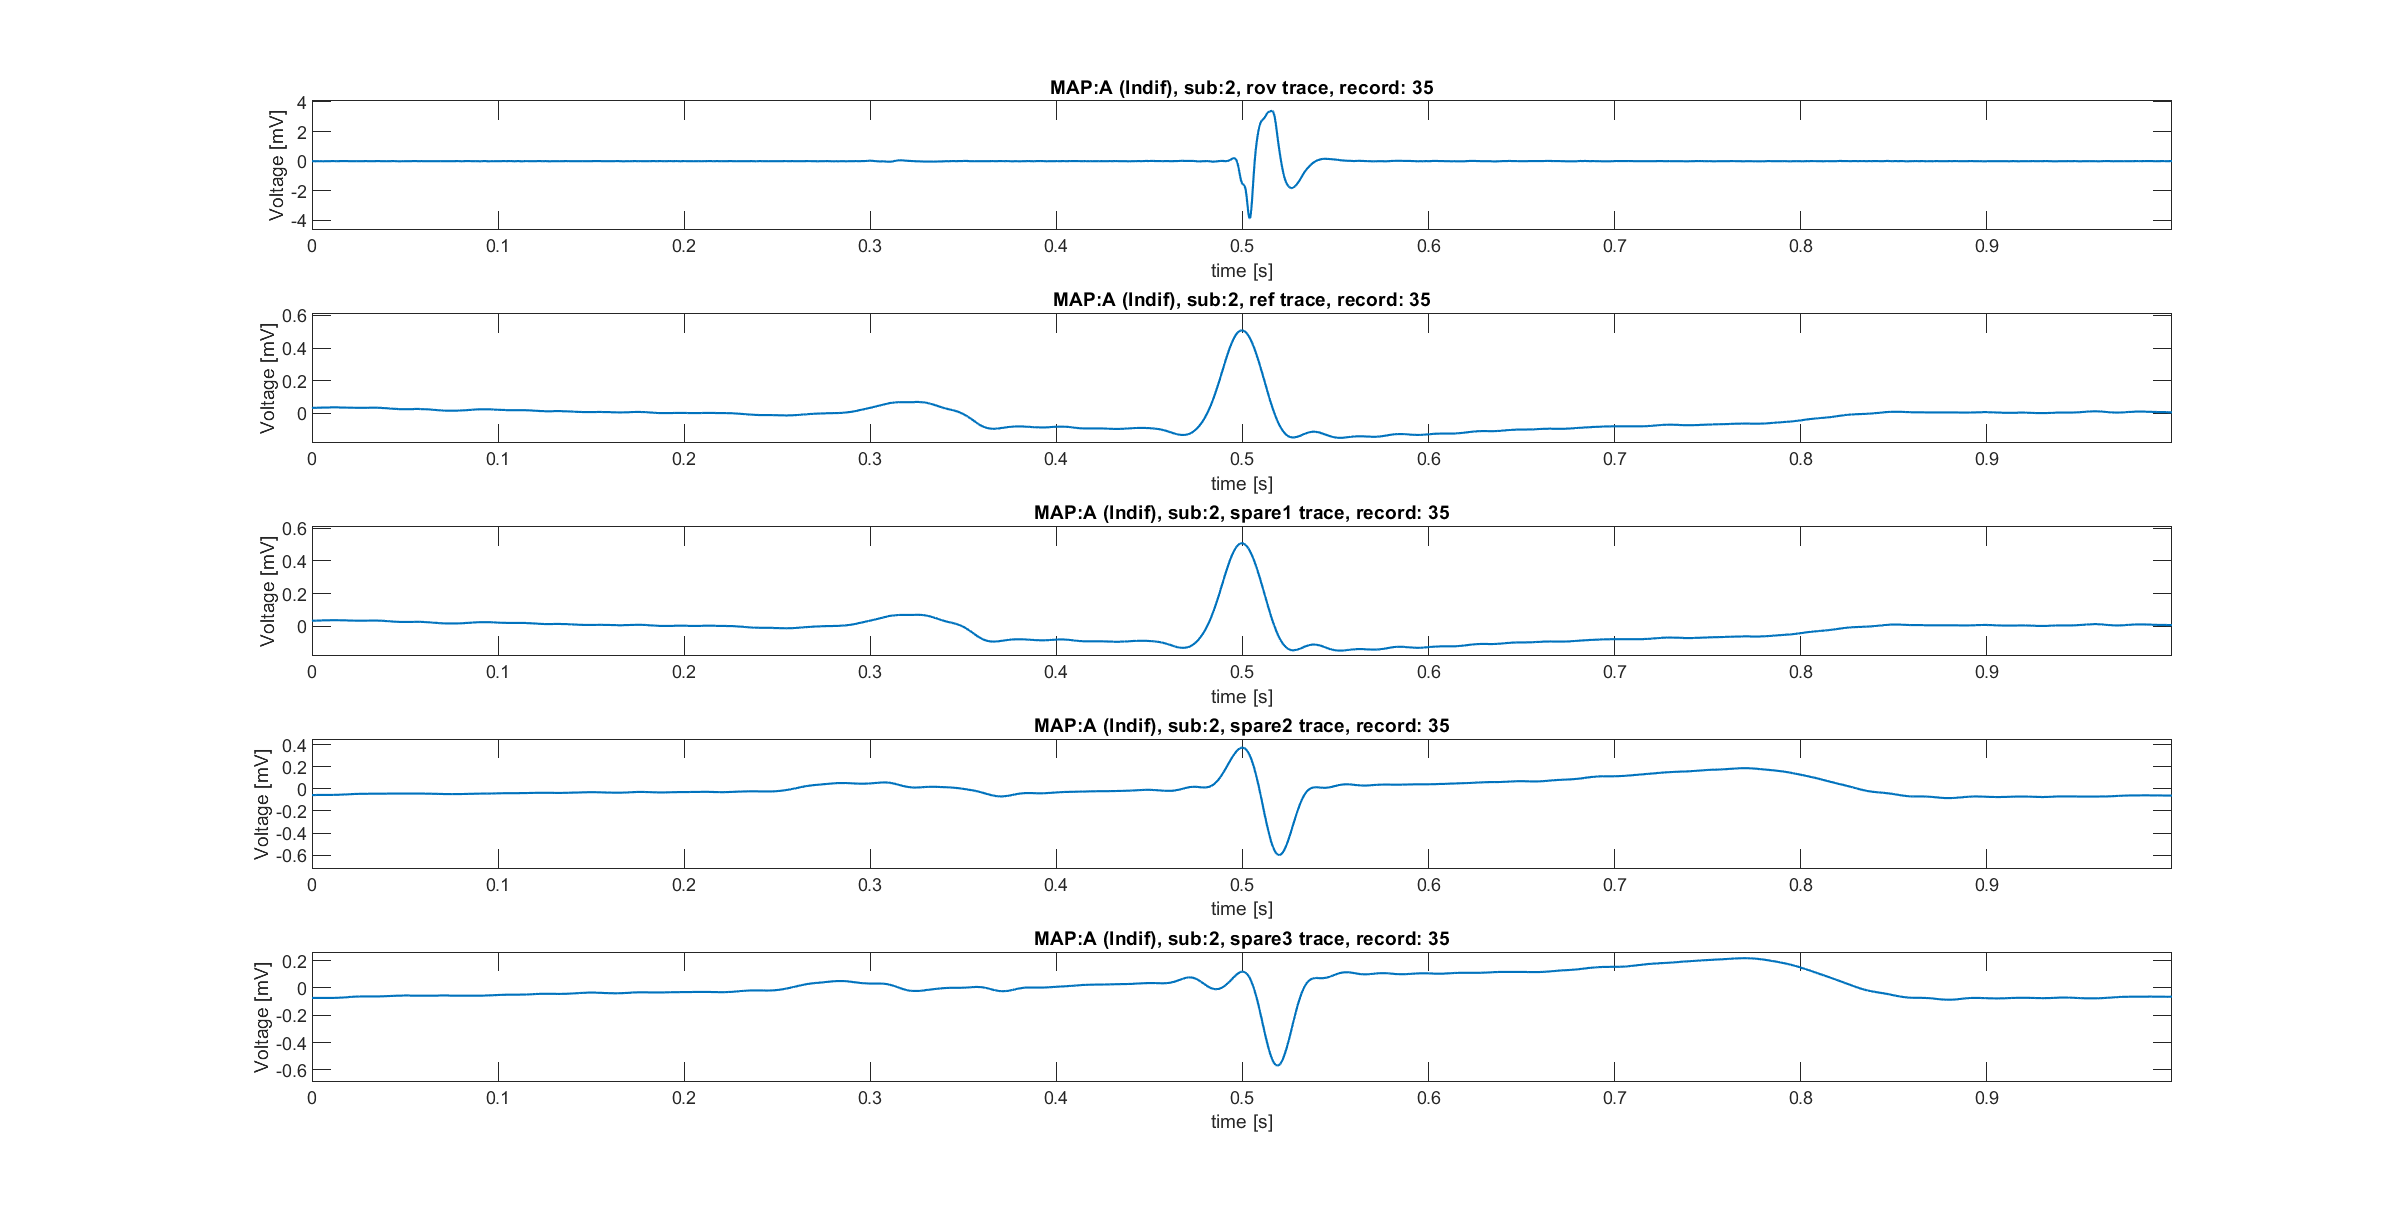 MAP:A (Indif), sub:2, rov trace, record: 35
Voltage [mV]
4
2
0
-2
-4
0 0.1 0.2 0.3 0.4 0.5 0.6 0.7 0.8 0.9
time [s]
MAP:A (Indif), sub:2, ref trace, record: 35
Voltage [mV]
0.6
0.4
0.2
0
0 0.1 0.2 0.3 0.4 0.5 0.6 0.7 0.8 0.9
time [s]
MAP:A (Indif), sub:2, spare1 trace, record: 35
Voltage [mV]
0.6
0.4
0.2
0
0 0.1 0.2 0.3 0.4 0.5 0.6 0.7 0.8 0.9
time [s]
MAP:A (Indif), sub:2, spare2 trace, record: 35
Voltage [mV]
0.4
0.2
0
-0.2
-0.4
-0.6
0 0.1 0.2 0.3 0.4 0.5 0.6 0.7 0.8 0.9
time [s]
MAP:A (Indif), sub:2, spare3 trace, record: 35
Voltage [mV]
0.2
0
-0.2
-0.4
-0.6
0 0.1 0.2 0.3 0.4 0.5 0.6 0.7 0.8 0.9
time [s]